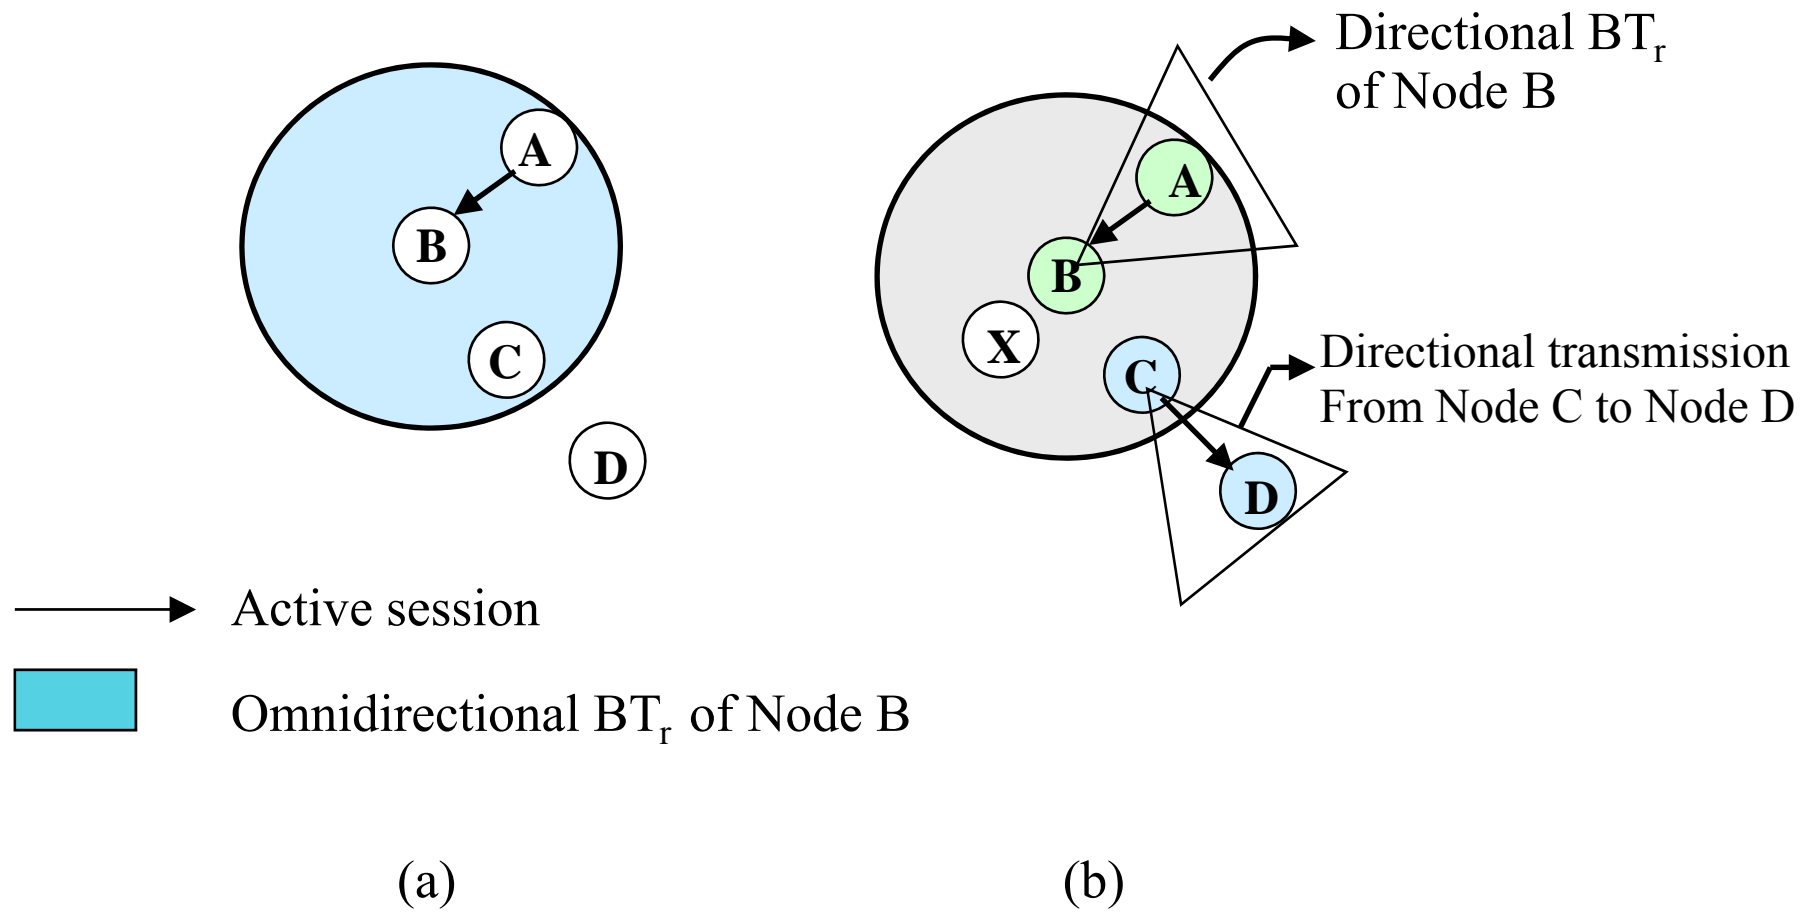 A
B
C
D
Active session
Omnidirectional BTr of Node B
(a)
Directional BTr
of Node B
A
B
X
C
D
Directional transmission
From Node C to Node D
(b)